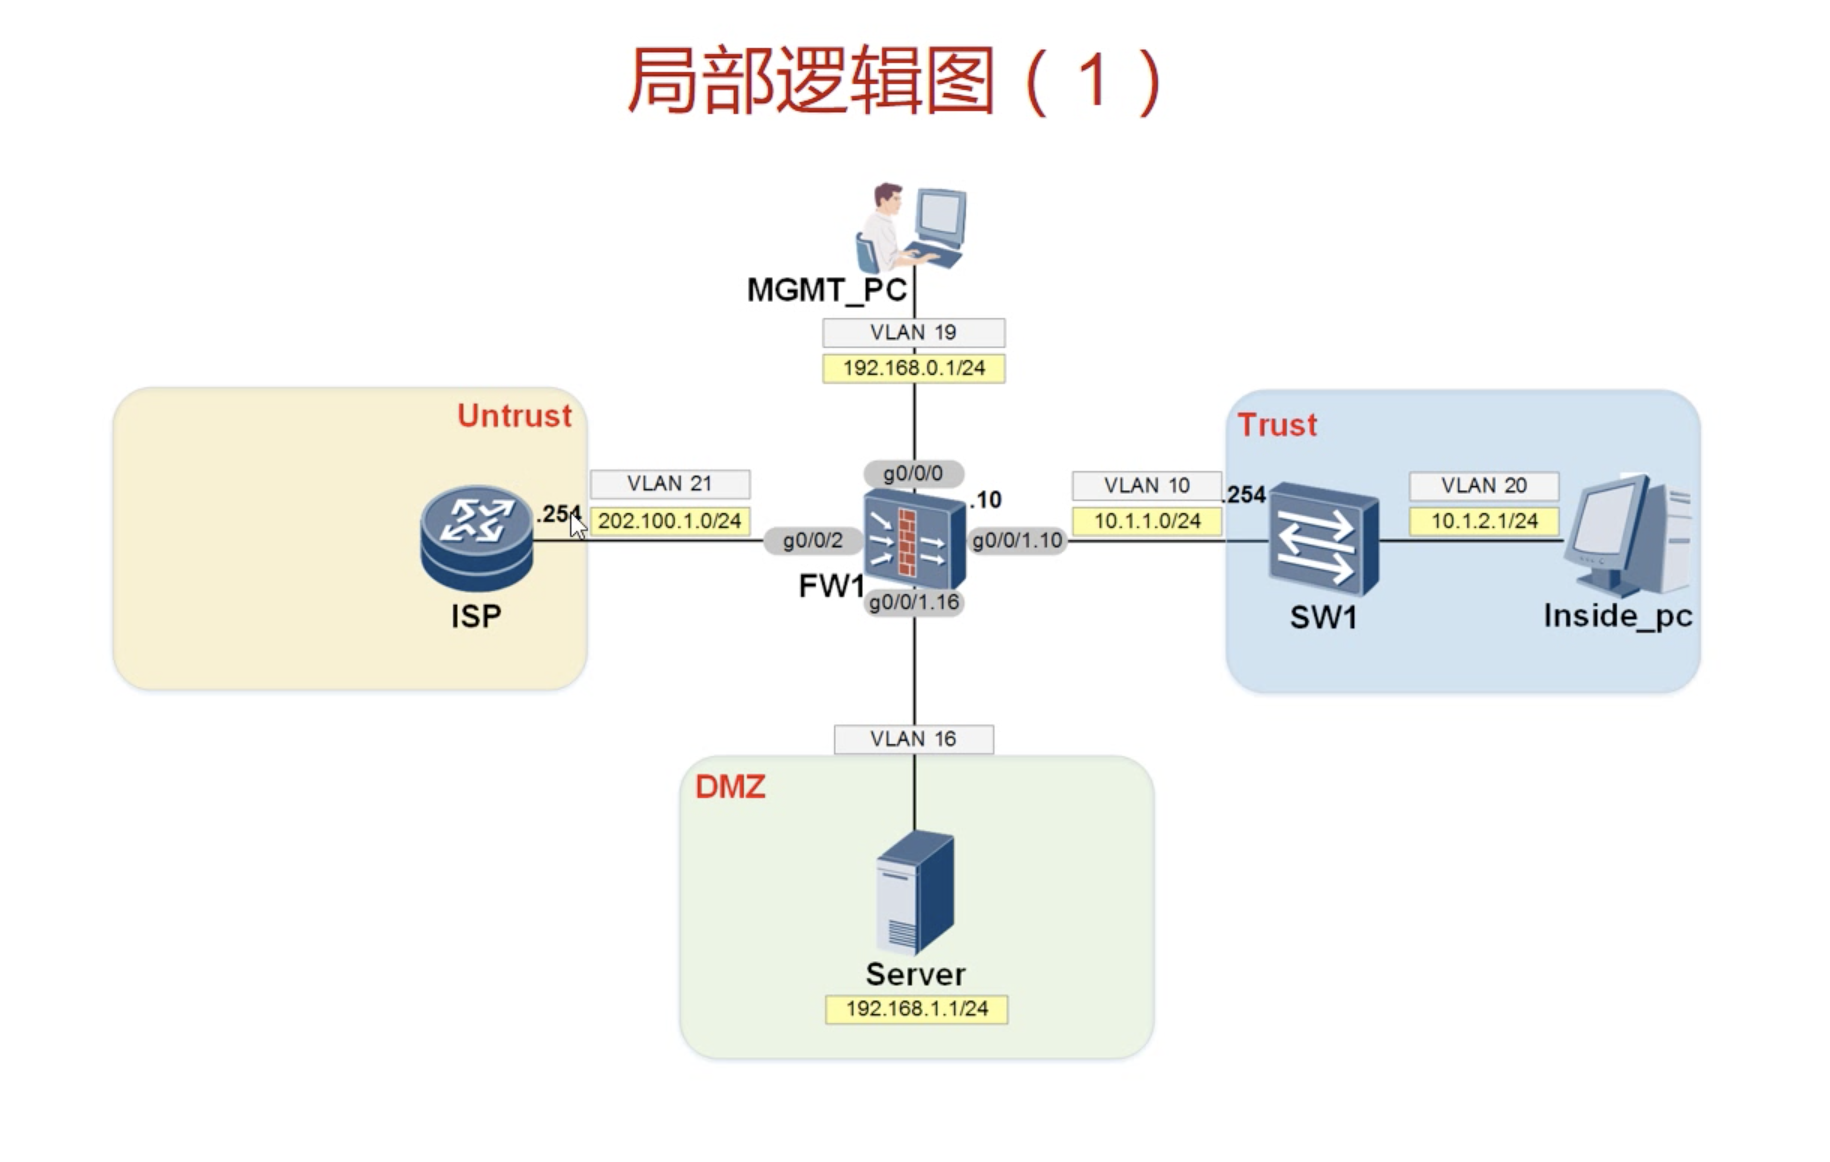 局部逻辑图（1）
MGMT_PC
VLAN 19
192.168.0.1/24
Untrust
Trust
g0/0/0
VLAN 21
.254
202.100.1.0/24
g0/0/2
ISP
.10
FW1
g0/0/1.10
g0/0/1.16
VLAN 10
10.1.1.0/24
.254
SW1
VLAN 20
10.1.2.1/24
Inside_pc
VLAN 16
DMZ
Server
192.168.1.1/24